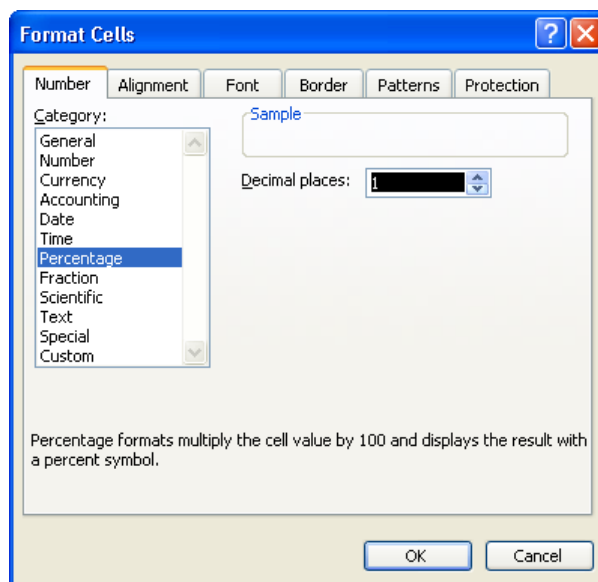 Format Cells
Number Alignment Font Border Patterns Protection
Category:
General
Number
Currency
Accounting
Date
Time
Percentage
Fraction
Scientific
Text
Special
Custom
Sample
Decimal places: 1
Percentage formats multiply the cell value by 100 and displays the result with
a percent symbol.
OK Cancel